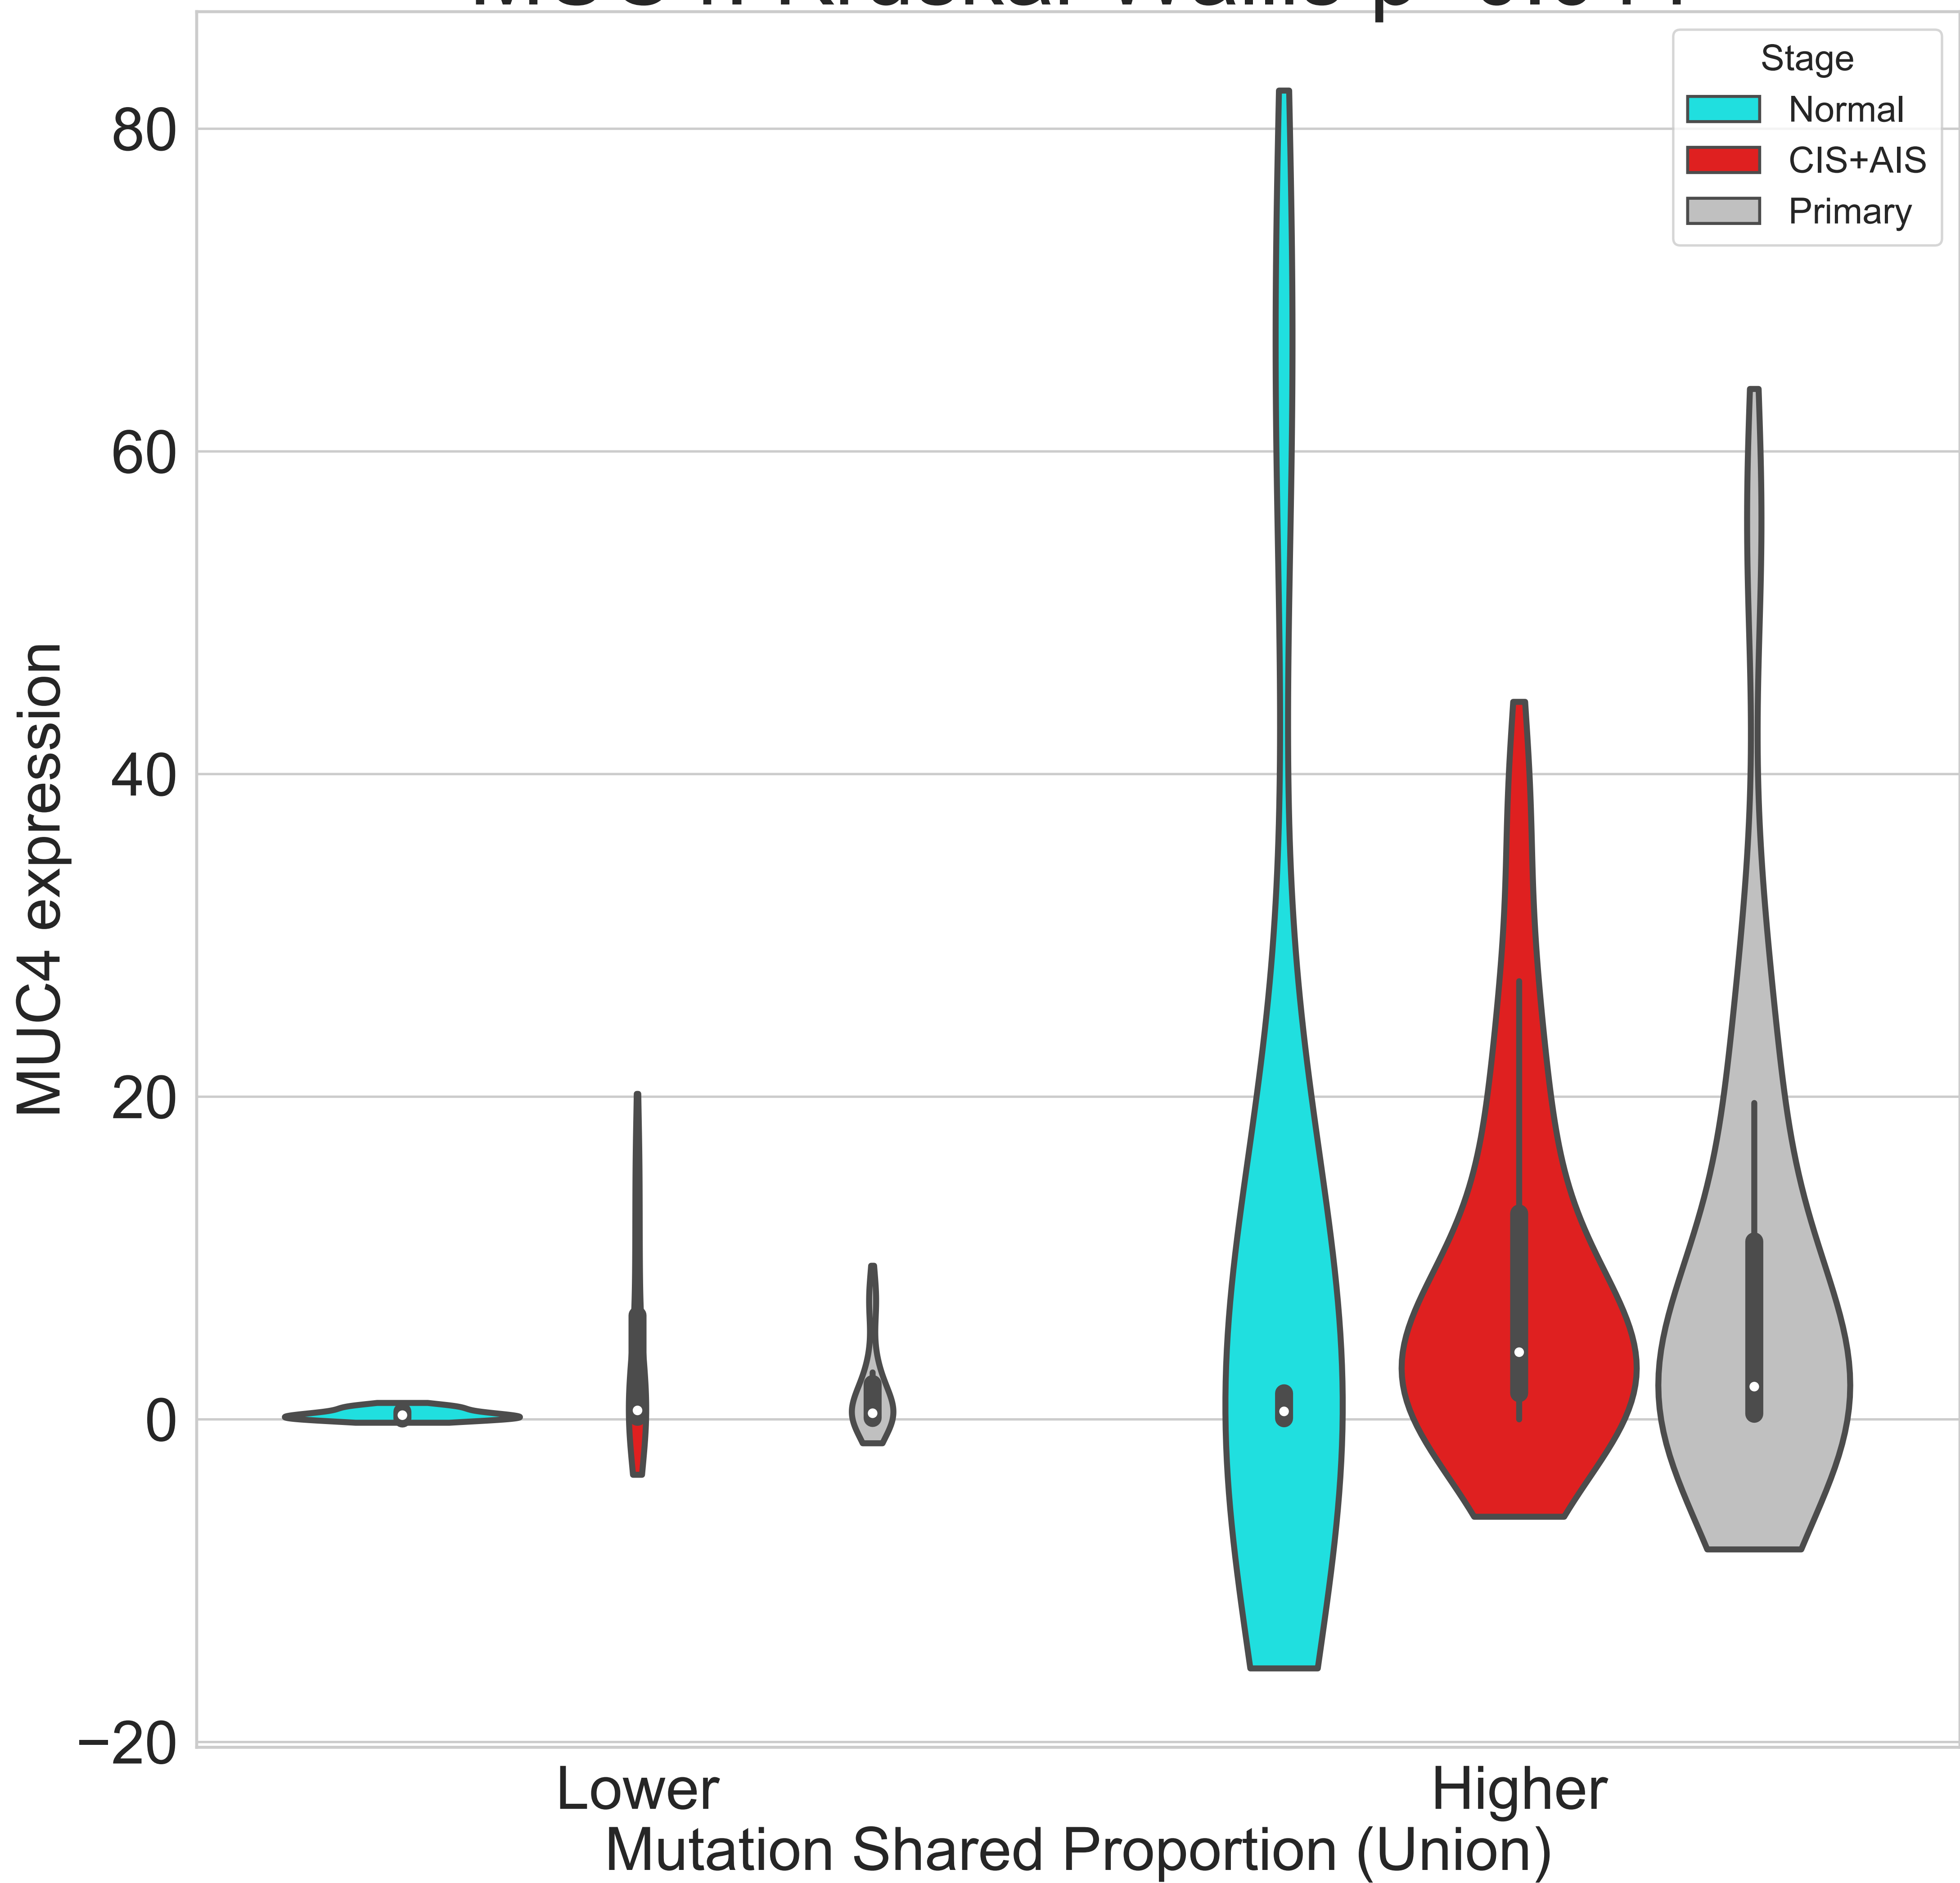 Stage
Normal
CIS+AIS
Primary
80
60
40
20
0
−20
MUC4 expression
Lower
Higher
Mutation Shared Proportion (Union)